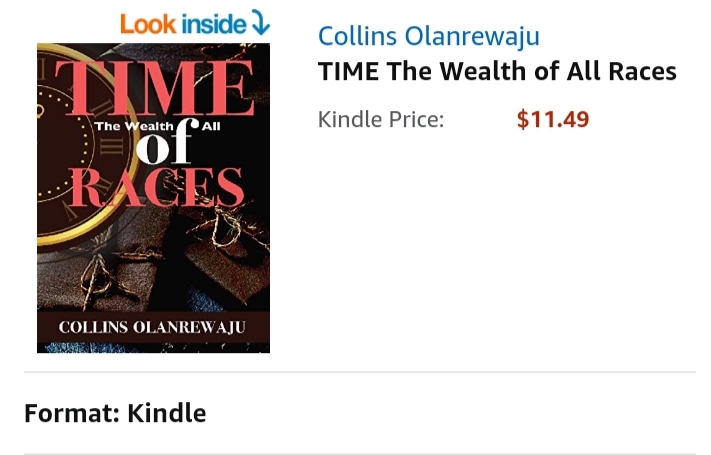 Look inside
Collins Olanrewaju
TIME The Wealth of All Races
Kindle Price: $11.49
TIME
The Wealth All
of
RACES
COLLINS OLANREWAJU
Format: Kindle